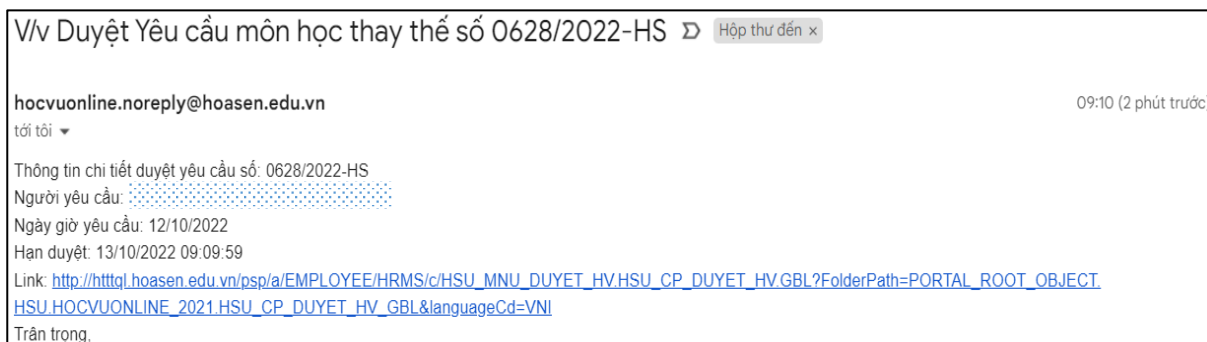 V/v Duyệt Yêu cầu môn học thay thế số 0628/2022-HS Hộp thư đến ×
hocvuonline.noreply@hoasen.edu.vn 09:10 (2 phút trước)
tới tôi
Thông tin chi tiết duyệt yêu cầu số: 0628/2022-HS
Người yêu cầu:
Ngày giờ yêu cầu: 12/10/2022
Hạn duyệt: 13/10/2022 09:09:59
Link: http://htttql.hoasen.edu.vn/psp/a/EMPLOYEE/HRMS/c/HSU_MNU_DUYET_HV.HSU_CP_DUYET_HV.GBL?FolderPath=PORTAL_ROOT_OBJECT.
HSU.HOCVUONLINE_2021.HSU_CP_DUYET_HV_GBL&languageCd=VNI
Trân trọng,